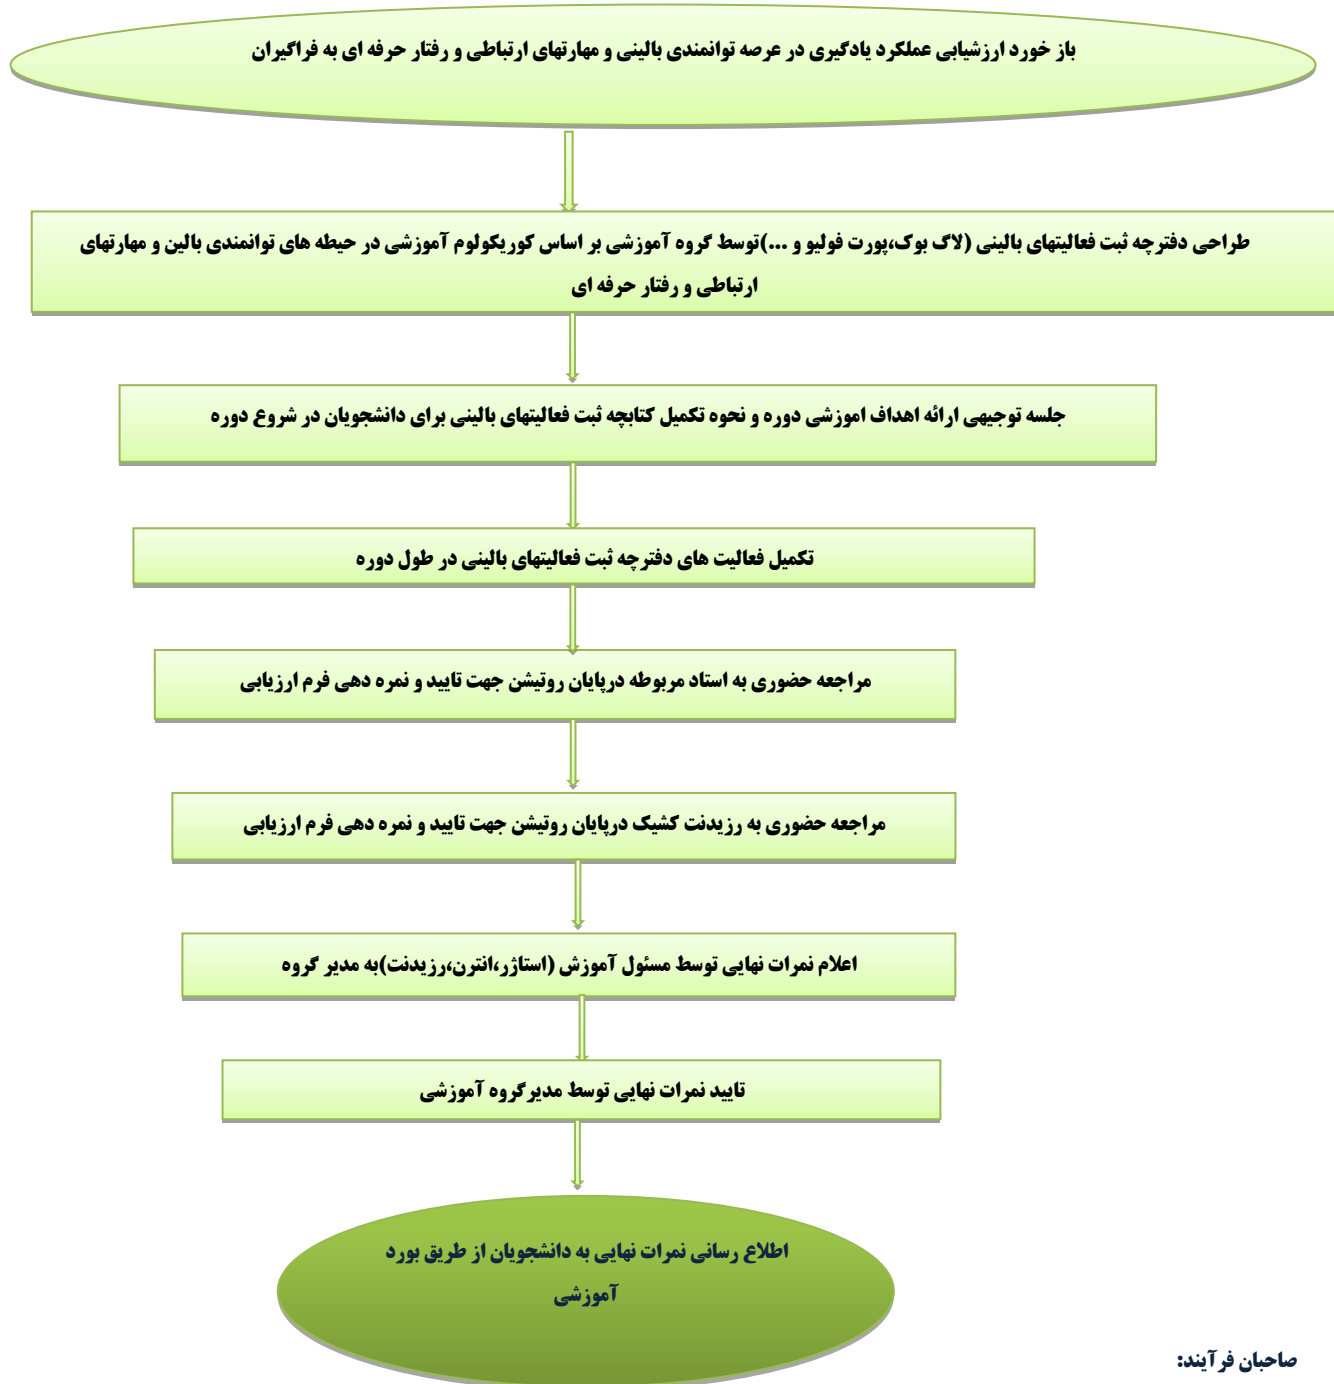 باز خورد ارزشیابی عملکرد یادگیری در عرصه توانمندی بالینی و مهارتهای ارتباطی و رفتار حرفه ای به فراگیران
طراحی دفترچه ثبت فعالیتهای بالینی (لاگ بوک،پورت فولیو و ...)توسط گروه آموزشی بر اساس کوریکولوم آموزشی در حیطه های توانمندی بالین و مهارتهای
ارتباطی و رفتار حرفه ای
جلسه توجیهی ارائه اهداف اموزشی دوره و نحوه تکمیل کتابچه ثبت فعالیتهای بالینی برای دانشجویان در شروع دوره
تکمیل فعالیت های دفترچه ثبت فعالیتهای بالینی در طول دوره
مراجعه حضوری به استاد مربوطه درپایان روتیشن جهت تایید و نمره دهی فرم ارزیابی
مراجعه حضوری به رزیدنت کشیک درپایان روتیشن جهت تایید و نمره دهی فرم ارزیابی
اعلام نمرات نهایی توسط مسئول آموزش (استاژر،انترن،رزیدنت)به مدیر گروه
تایید نمرات نهایی توسط مدیرگروه آموزشی
اطلاع رسانی نمرات نهایی به دانشجویان از طریق بورد
آموزشی
صاحبان فرآیند: